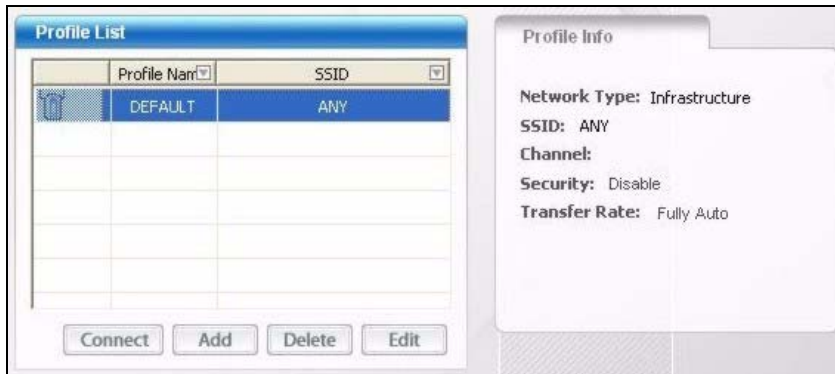 Profile List
Profile Nam SSID
DEFAULT ANY
Connect Add Delete Edit
Profile Info
Network Type: Infrastructure
SSID: ANY
Channel:
Security: Disable
Transfer Rate: Fully Auto